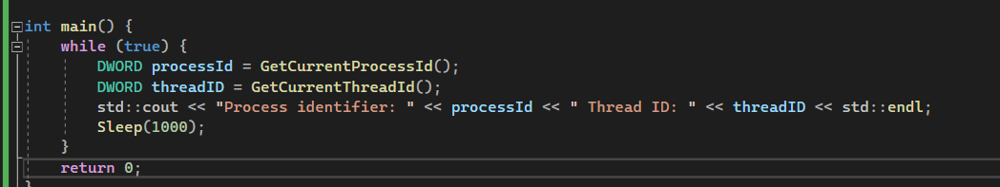 int main() {
    while (true) {
        DWORD processId = GetCurrentProcessId();
        DWORD threadID = GetCurrentThreadId();
        std::cout << "Process identifier: " << processId << " Thread ID: " << threadID << std::endl;
        Sleep(1000);
    }
    return 0;
}